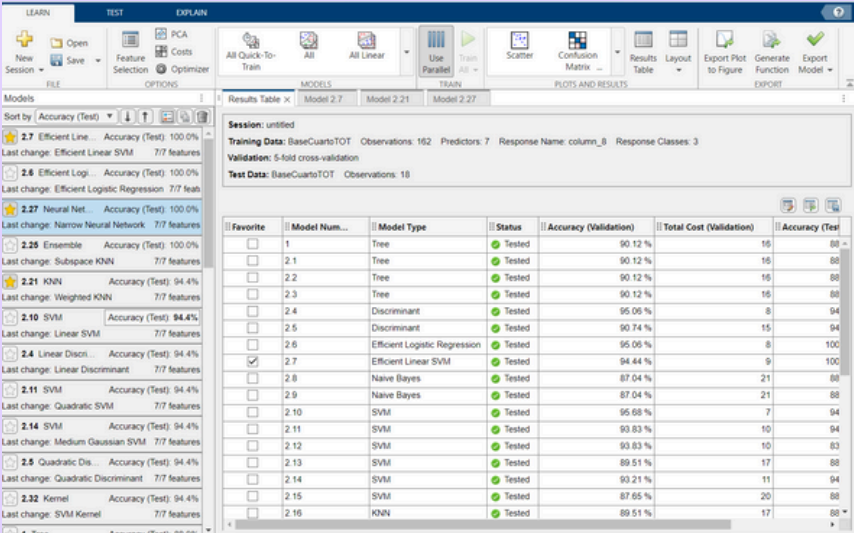 LEARN TEST EXPLAIN
New Session
Open
Save
FILE
Feature Selection
PCA
Costs
Optimizer
OPTIONS
All Quick-To-Train
All
All Linear
MODELS
Use Parallel
Train All
TRAIN
Scatter
Confusion Matrix ...
Results Table
Layout
PLOTS AND RESULTS
Export Plot to Figure
Generate Function
Export Model
EXPORT
Models
Sort by Accuracy (Test)
2.7 Efficient Line... Accuracy (Test): 100.0%
Last change: Efficient Linear SVM 7/7 features
2.6 Efficient Logi... Accuracy (Test): 100.0%
Last change: Efficient Logistic Regression 7/7 feat
2.27 Neural Net... Accuracy (Test): 100.0%
Last change: Narrow Neural Network 7/7 features
2.25 Ensemble Accuracy (Test): 100.0%
Last change: Subspace KNN 7/7 features
2.21 KNN Accuracy (Test): 94.4%
Last change: Weighted KNN 7/7 features
2.10 SVM Accuracy (Test): 94.4%
Last change: Linear SVM 7/7 features
2.4 Linear Discri... Accuracy (Test): 94.4%
Last change: Linear Discriminant 7/7 features
2.11 SVM Accuracy (Test): 94.4%
Last change: Quadratic SVM 7/7 features
2.14 SVM Accuracy (Test): 94.4%
Last change: Medium Gaussian SVM 7/7 features
2.5 Quadratic Dis... Accuracy (Test): 94.4%
Last change: Quadratic Discriminant 7/7 features
2.32 Kernel Accuracy (Test): 94.4%
Last change: SVM Kernel 7/7 features
Results Table Model 2.7 Model 2.21 Model 2.27
Session: untitled
Training Data: BaseCuartoTOT Observations: 162 Predictors: 7 Response Name: column_8 Response Classes: 3
Validation: 5-fold cross-validation
Test Data: BaseCuartoTOT Observations: 18
Favorite Model Num... Model Type Status Accuracy (Validation) Total Cost (Validation) Accuracy (Test
1 Tree Tested 90.12 % 16 88
2.1 Tree Tested 90.12 % 16 88
2.2 Tree Tested 90.12 % 16 88
2.3 Tree Tested 90.12 % 16 88
2.4 Discriminant Tested 95.06 % 8 94
2.5 Discriminant Tested 90.74 % 15 94
2.6 Efficient Logistic Regression Tested 95.06 % 8 100
2.7 Efficient Linear SVM Tested 94.44 % 9 100
2.8 Naive Bayes Tested 87.04 % 21 88
2.9 Naive Bayes Tested 87.04 % 21 88
2.10 SVM Tested 95.68 % 7 94
2.11 SVM Tested 93.83 % 10 94
2.12 SVM Tested 93.83 % 10 83
2.13 SVM Tested 89.51 % 17 88
2.14 SVM Tested 93.21 % 11 94
2.15 SVM Tested 87.65 % 20 88
2.16 KNN Tested 89.51 % 17 88